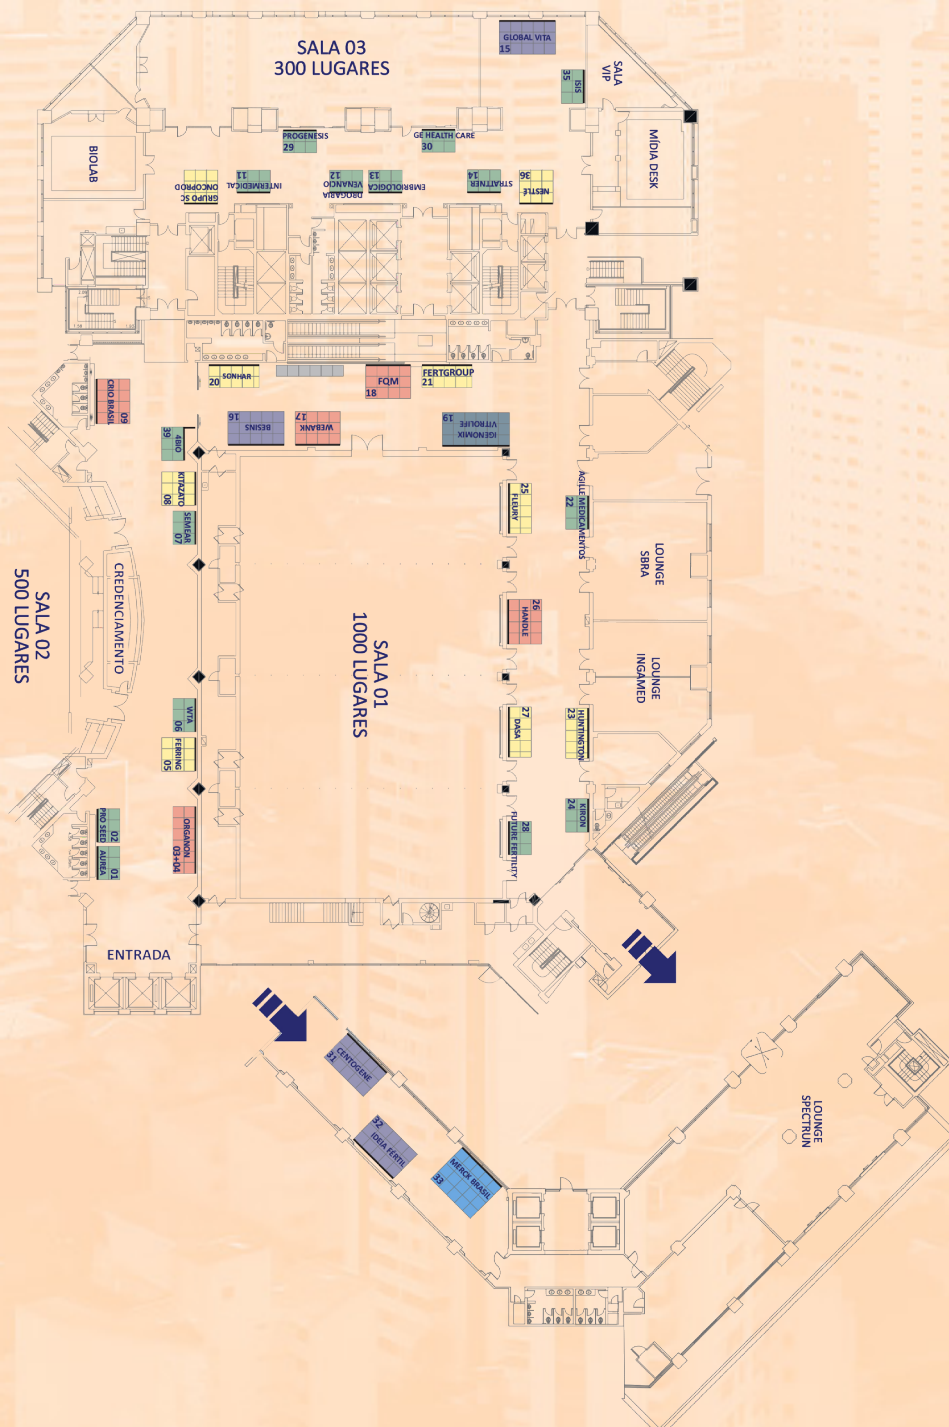 SALA 03
300 LUGARES
GLOBAL VITA
15
35
ISIS
SALA
VIP
MÍDIA DESK
BIOLAB
PROGENESIS
29
GE HEALTH CARE
30
GRUPO SC
ONCOPROD
11
INTERMEDICAL
12
DROGARIA
VENANCIO
13
EMBRIOLÓGICA
14
STRATTNER
36
NESTLÉ
20
SONHAR
FQM
18
FERTGROUP
21
CRIO BRASIL
09
16
BESINS
17
WEBANK
19
IGENOMIX
VITROLIFE
39
4BIO
KITAZATO
08
SEMEAR
07
25
FLEURY
AGILLE MEDICAMENTOS
22
LOUNGE
SBRA
SALA 02
500 LUGARES
CREDENCIAMENTO
SALA 01
1000 LUGARES
26
HANDLE
LOUNGE
INGAMED
WTA
06
FERRING
05
27
DASA
HUNTINGTON
23
PRO SEED
02
AUREA
01
ORGANON
03+04
28
FUTURE FERTILITY
KIRON
24
ENTRADA
CENTOGENE
31
32
IDEIA FÉRTIL
MERCK BRASIL
33
LOUNGE
SPECTRUN